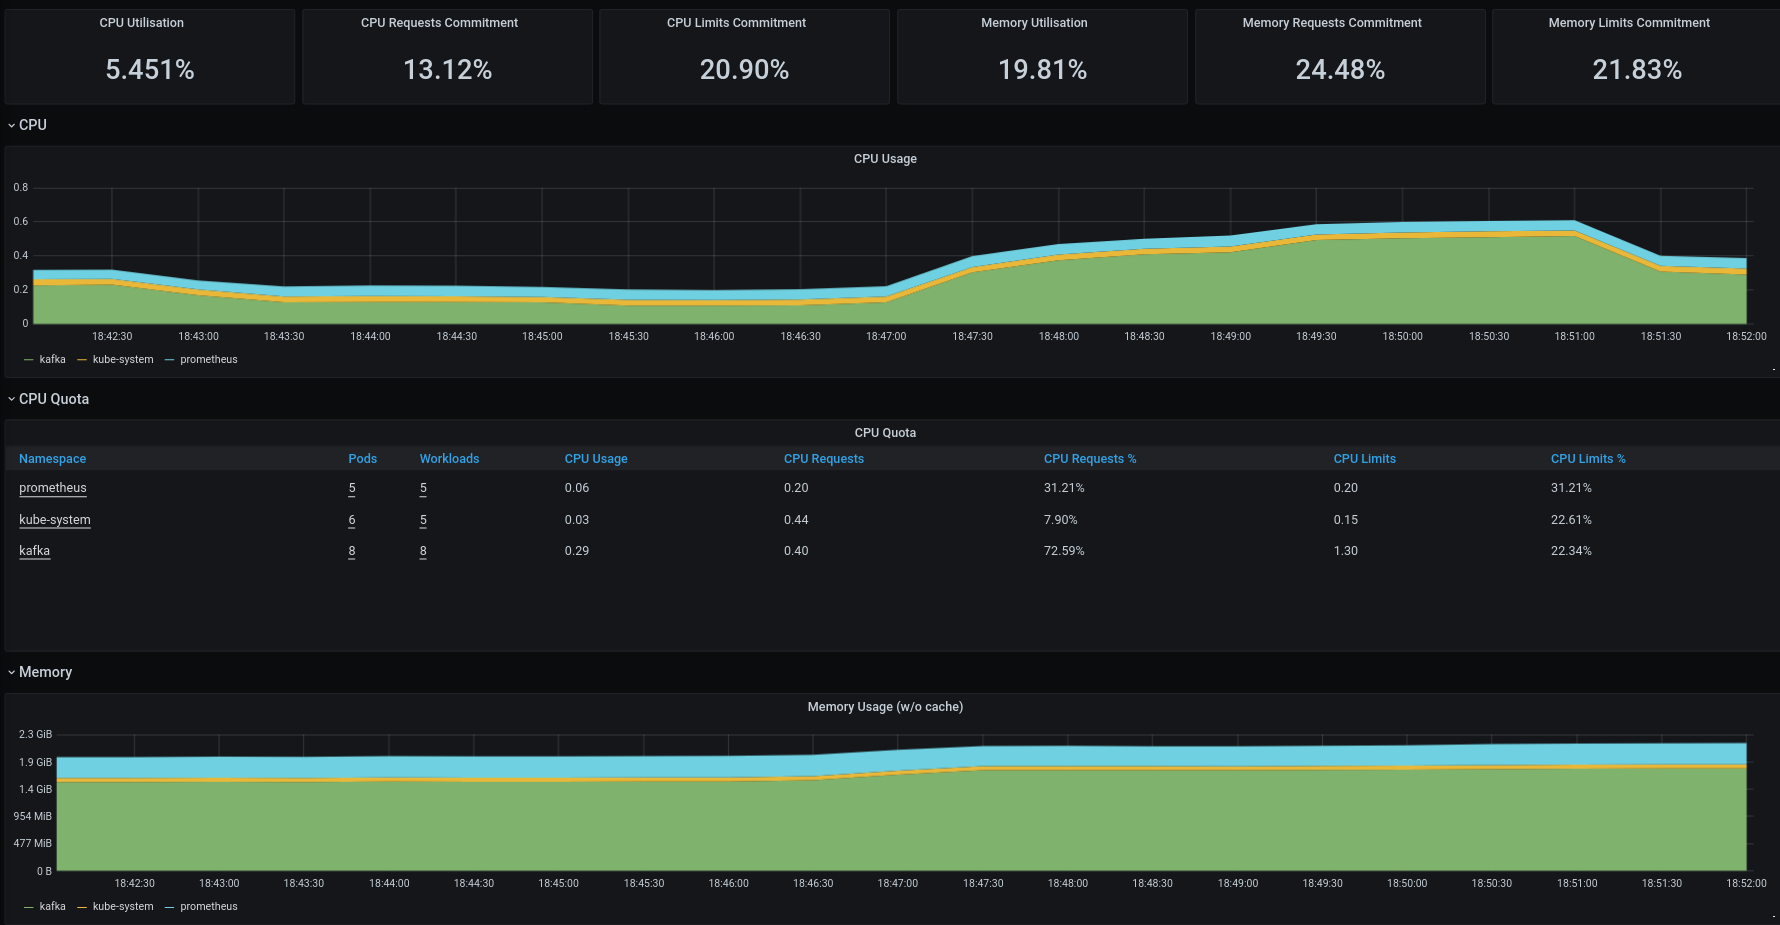 CPU Utilisation CPU Requests Commitment CPU Limits Commitment Memory Utilisation Memory Requests Commitment Memory Limits Commitment
5.451% 13.12% 20.90% 19.81% 24.48% 21.83%
CPU
CPU Usage
0.8
0.6
0.4
0.2
0
18:42:30 18:43:00 18:43:30 18:44:00 18:44:30 18:45:00 18:45:30 18:46:00 18:46:30 18:47:00 18:47:30 18:48:00 18:48:30 18:49:00 18:49:30 18:50:00 18:50:30 18:51:00 18:51:30 18:52:00
kafka kube-system prometheus
CPU Quota
CPU Quota
Namespace Pods Workloads CPU Usage CPU Requests CPU Requests % CPU Limits CPU Limits %
prometheus 5 5 0.06 0.20 31.21% 0.20 31.21%
kube-system 6 5 0.03 0.44 7.90% 0.15 22.61%
kafka 8 8 0.29 0.40 72.59% 1.30 22.34%
Memory
Memory Usage (w/o cache)
2.3 GiB
1.9 GiB
1.4 GiB
954 MiB
477 MiB
0 B
18:42:30 18:43:00 18:43:30 18:44:00 18:44:30 18:45:00 18:45:30 18:46:00 18:46:30 18:47:00 18:47:30 18:48:00 18:48:30 18:49:00 18:49:30 18:50:00 18:50:30 18:51:00 18:51:30 18:52:00
kafka kube-system prometheus